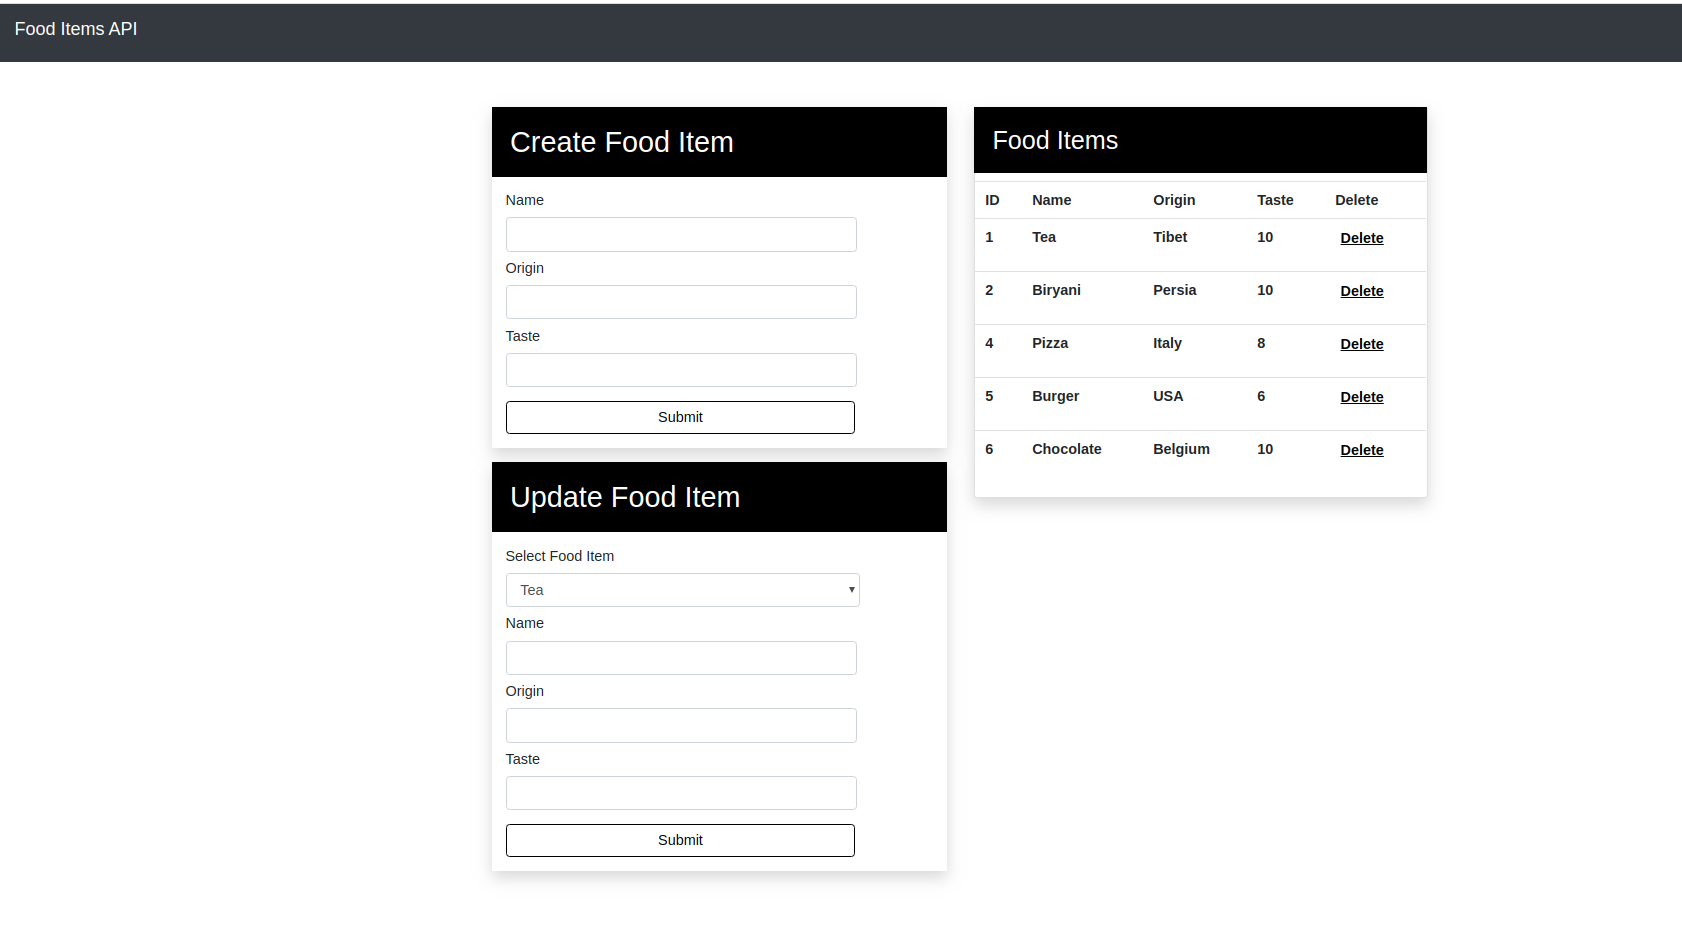 Food Items API
Create Food Item
Name
Origin
Taste
Submit
Update Food Item
Select Food Item
Tea
Name
Origin
Taste
Submit
Food Items
ID Name Origin Taste Delete
1 Tea Tibet 10 Delete
2 Biryani Persia 10 Delete
4 Pizza Italy 8 Delete
5 Burger USA 6 Delete
6 Chocolate Belgium 10 Delete